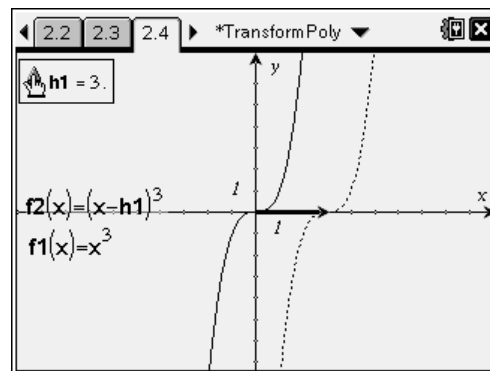 2.2 2.3 2.4 *TransformPoly
h1 = 3.
y
x
1
f2(x)=(x-h1)³
1
f1(x)=x³